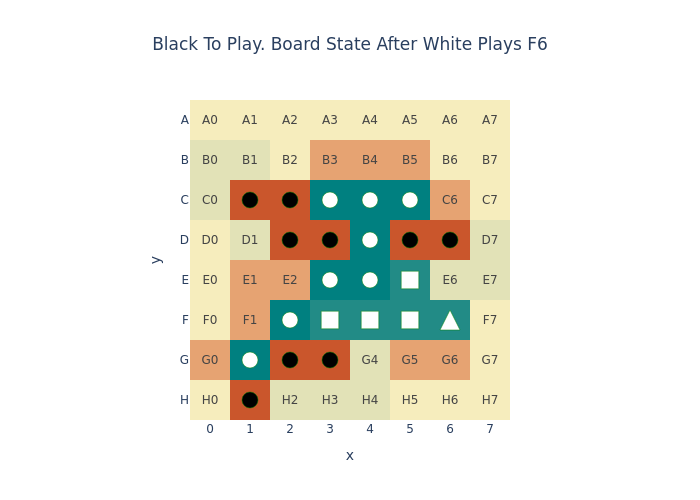 Black To Play. Board State After White Plays F6
A A0 A1 A2 A3 A4 A5 A6 A7
B B0 B1 B2 B3 B4 B5 B6 B7
C C0 C6 C7
D D0 D1 D7
E E0 E1 E2 E6 E7
F F0 F1 F7
G G0 G4 G5 G6 G7
H H0 H2 H3 H4 H5 H6 H7
0 1 2 3 4 5 6 7
x
y